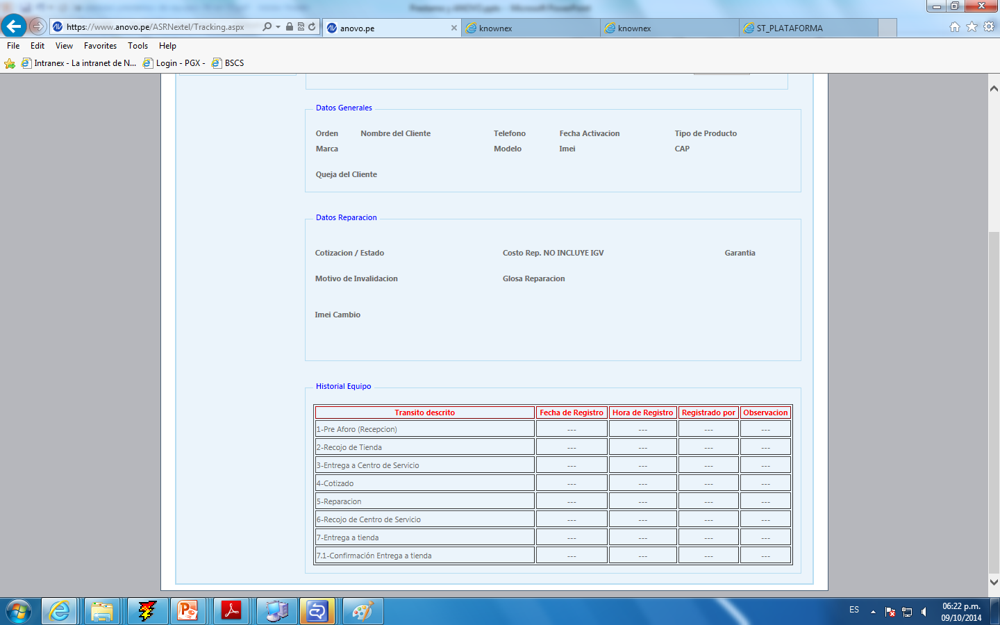 https://www.anovo.pe/ASRNextel/Tracking.aspx
anovo.pe
knownex
knownex
ST_PLATAFORMA
File Edit View Favorites Tools Help
Intranex - La intranet de N... Login - PGX - BSCS
Datos Generales
Orden Nombre del Cliente Telefono Fecha Activacion Tipo de Producto
Marca Modelo Imei CAP
Queja del Cliente
Datos Reparacion
Cotizacion / Estado Costo Rep. NO INCLUYE IGV Garantia
Motivo de Invalidacion Glosa Reparacion
Imei Cambio
Historial Equipo
Transito descrito Fecha de Registro Hora de Registro Registrado por Observacion
1-Pre Aforo (Recepcion) --- --- --- ---
2-Recojo de Tienda --- --- --- ---
3-Entrega a Centro de Servicio --- --- --- ---
4-Cotizado --- --- --- ---
5-Reparacion --- --- --- ---
6-Recojo de Centro de Servicio --- --- --- ---
7-Entrega a tienda --- --- --- ---
7.1-Confirmación Entrega a tienda --- --- --- ---
ES
06:22 p.m.
09/10/2014